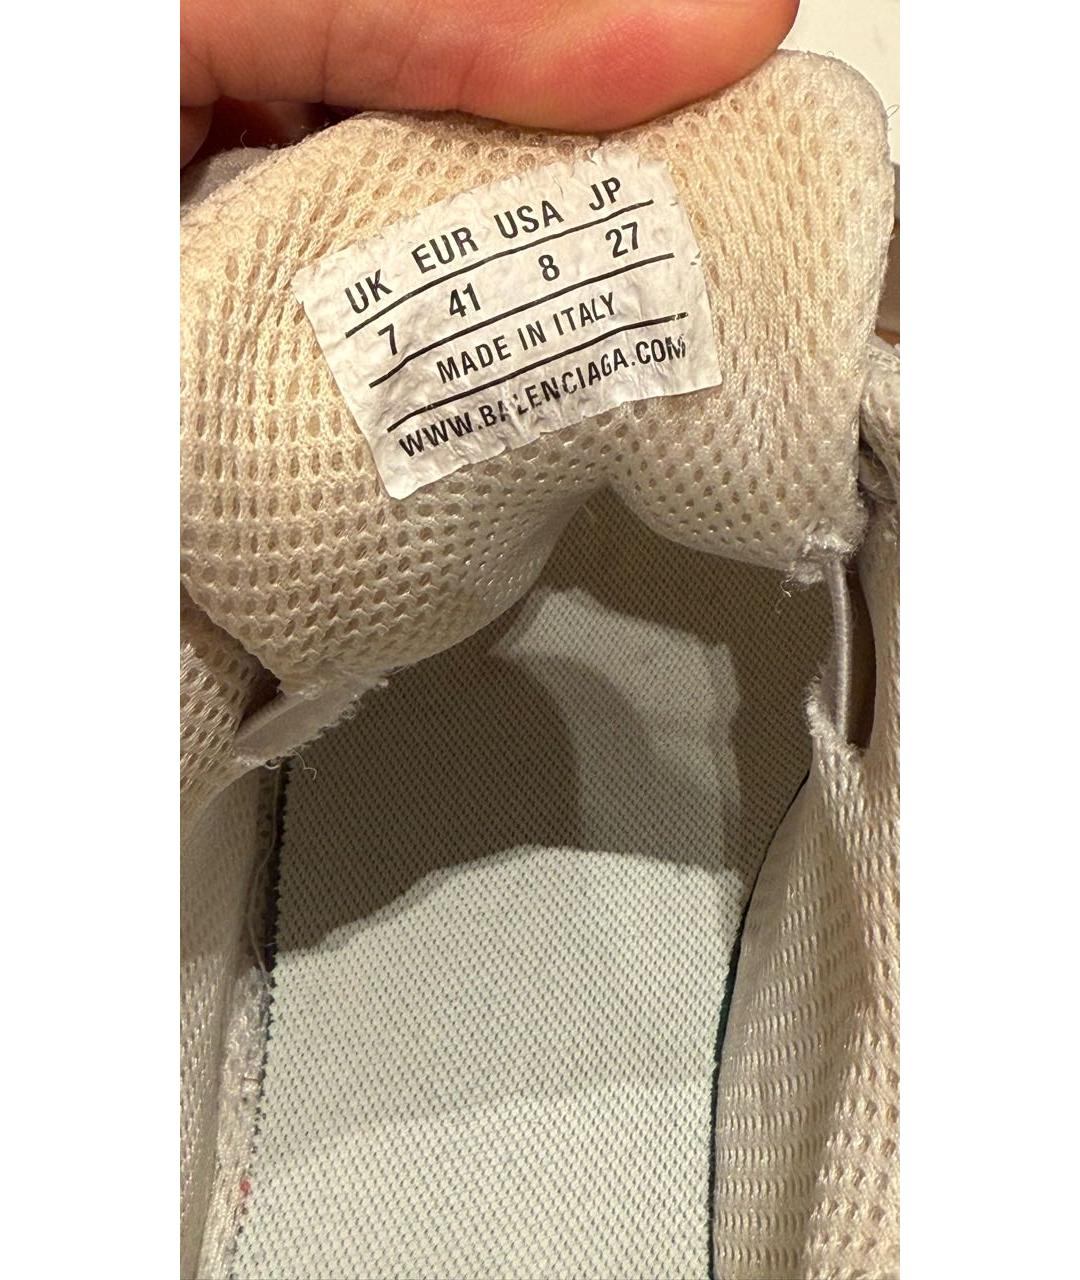 UK EUR USA JP
7 41 8 27
MADE IN ITALY
WWW.BALENCIAGA.COM